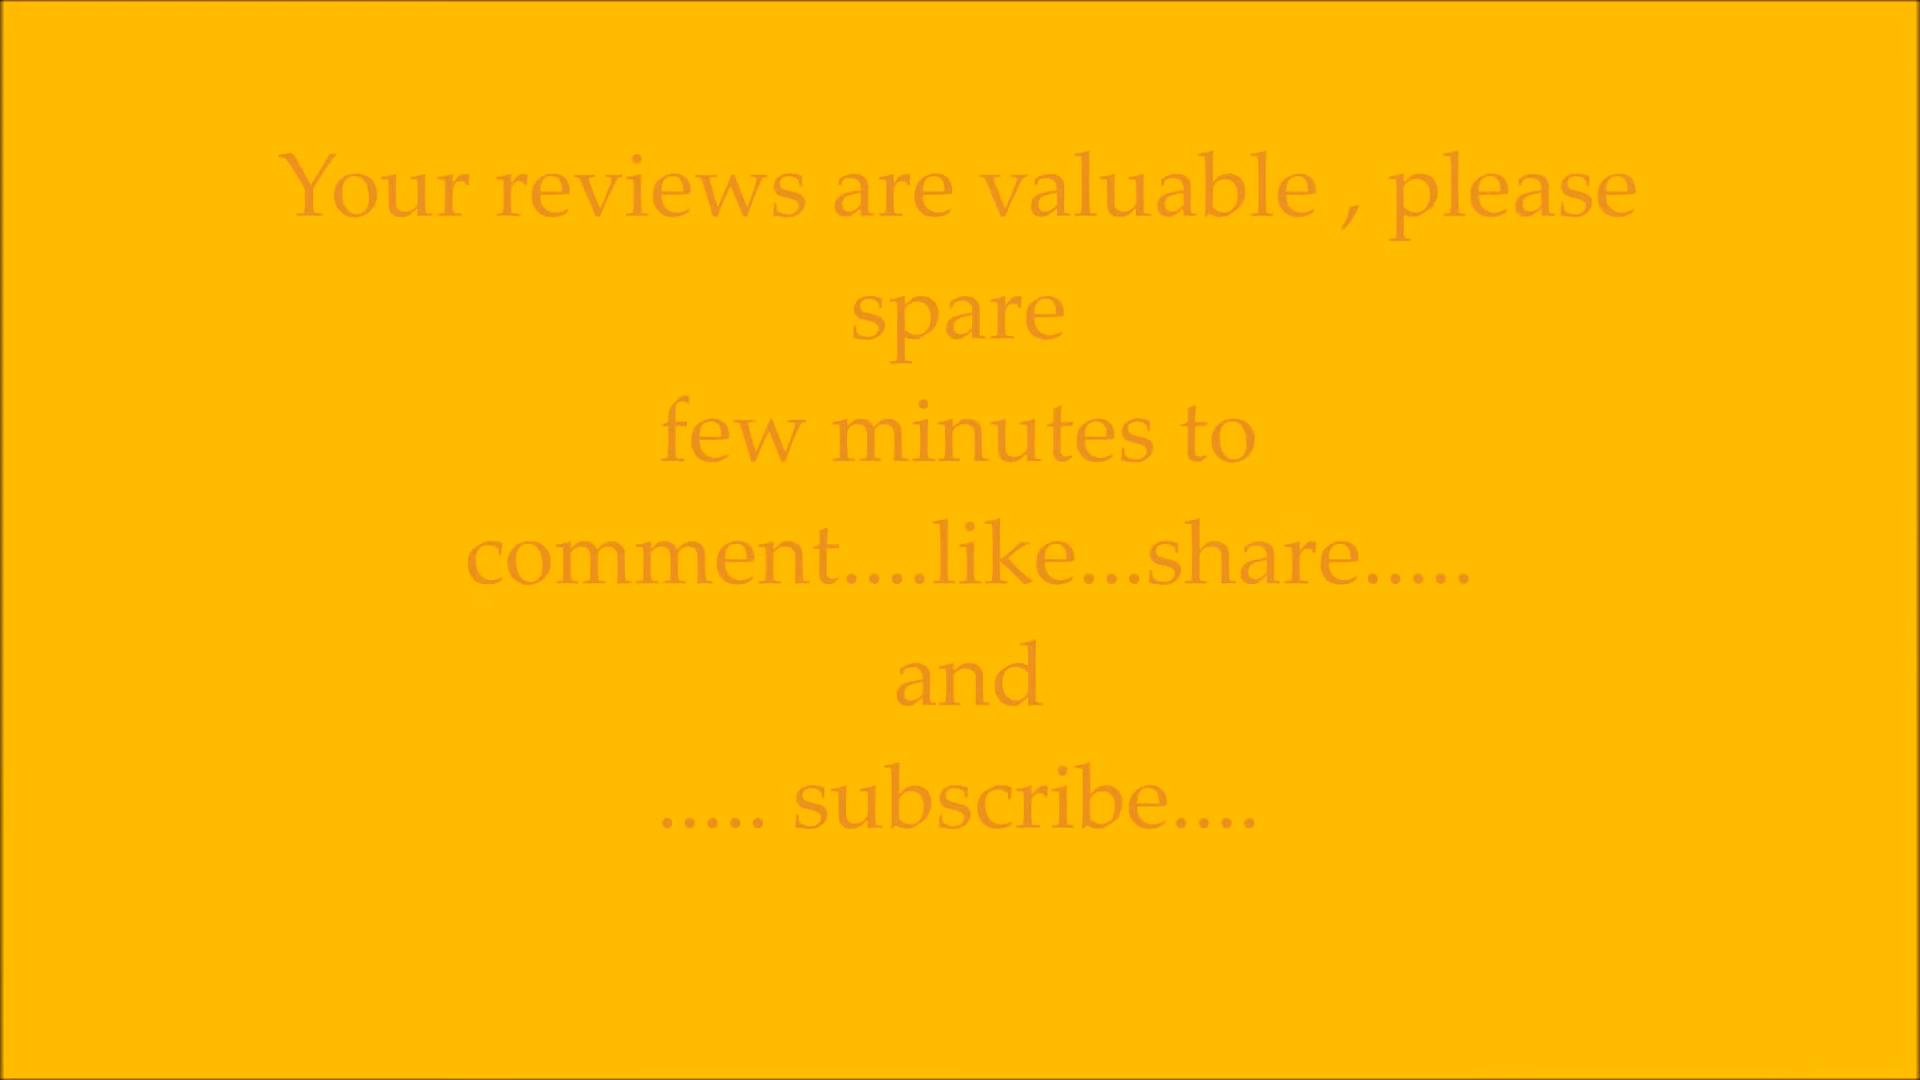 Your reviews are valuable , please
spare
few minutes to
comment....like...share.....
and
..... subscribe....